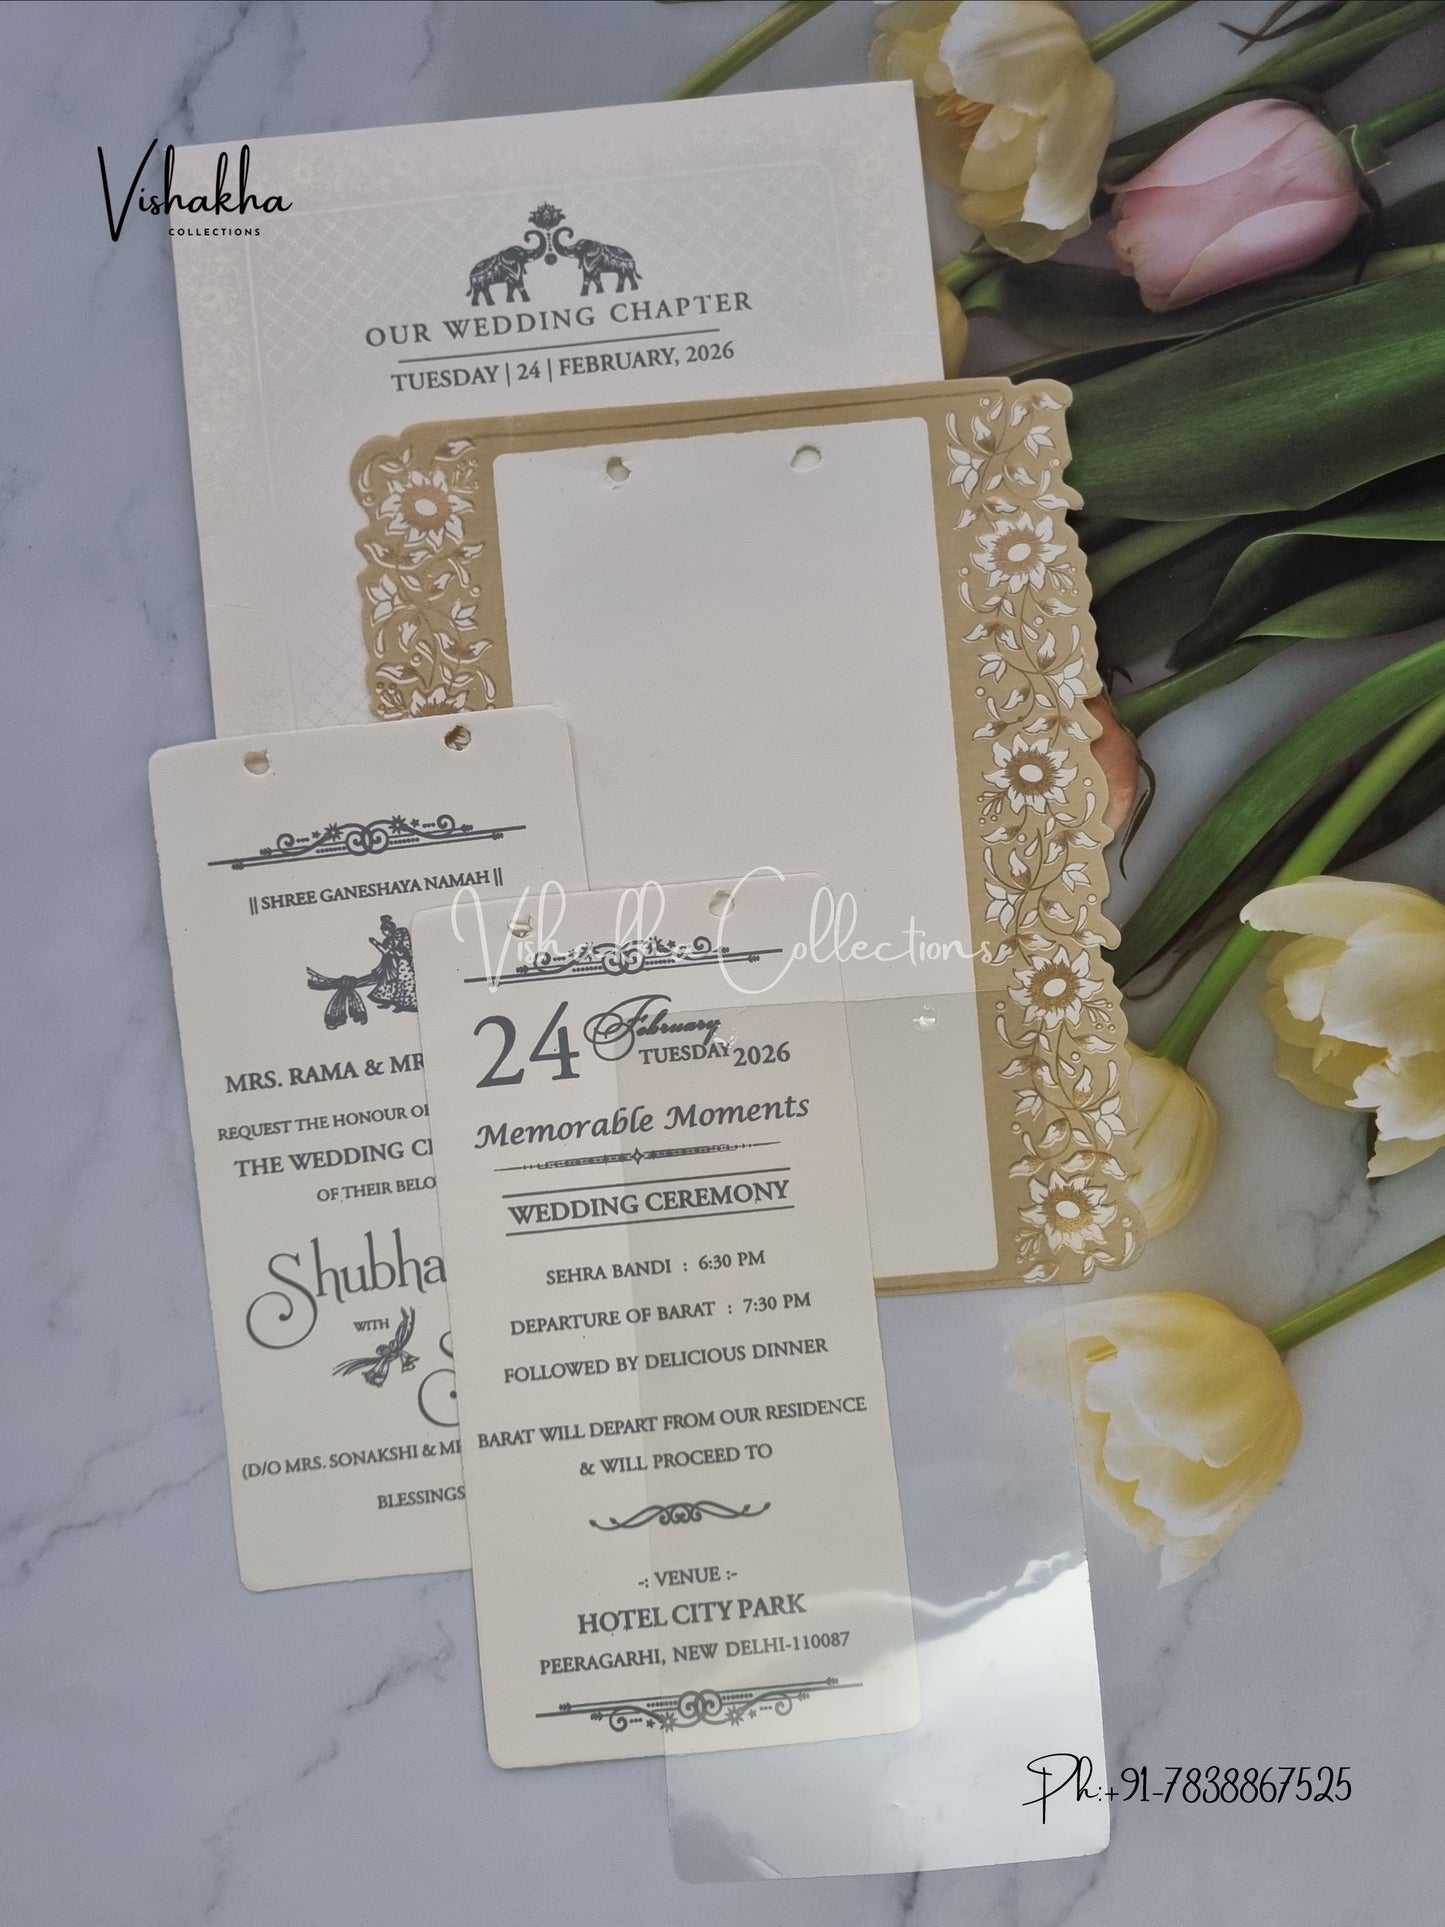 Vishakha
COLLECTIONS
OUR WEDDING CHAPTER
TUESDAY | 24 | FEBRUARY, 2026
|| SHREE GANESHAYA NAMAH ||
MRS. RAMA &
REQUEST THE HONOUR
THE WEDDING
OF THEIR
Shubha
WITH
(D/O MRS. SONAKSHI &
BLESSINGS
Vishakha Collections
24 February
TUESDAY 2026
Memorable Moments
WEDDING CEREMONY
SEHRA BANDI : 6:30 PM
DEPARTURE OF BARAT : 7:30 PM
FOLLOWED BY DELICIOUS DINNER
BARAT WILL DEPART FROM OUR RESIDENCE
& WILL PROCEED TO
-: VENUE :-
HOTEL CITY PARK
PEERAGARHI, NEW DELHI-110087
Ph:+91-7838867525